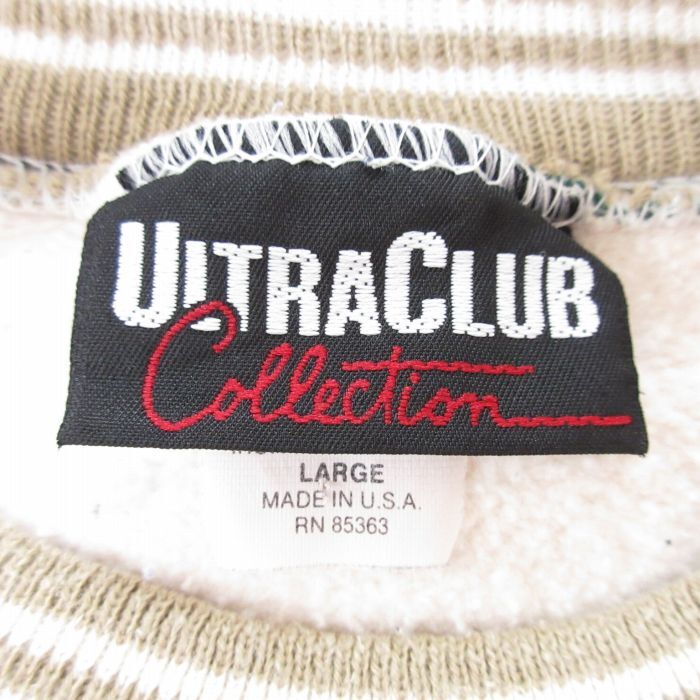 ULTRACLUB
Collection
LARGE
MADE IN U.S.A.
RN 85363